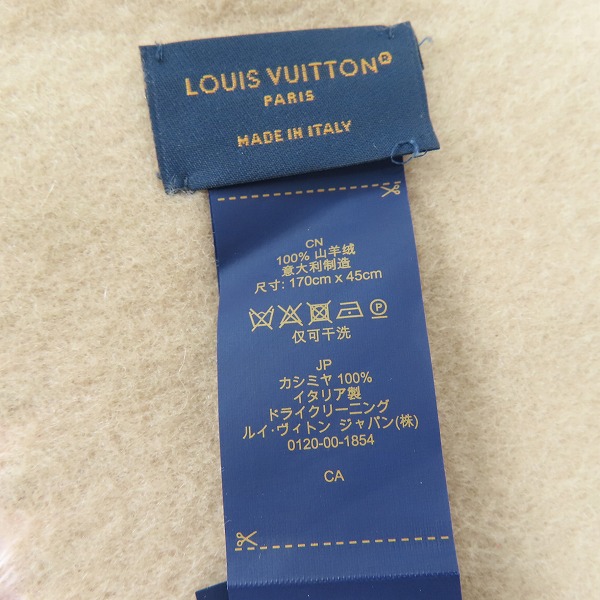 LOUIS VUITTON®
PARIS
MADE IN ITALY
CN
100% 山羊绒
意大利制造
尺寸: 170cm x 45cm
P
仅可干洗
JP
カシミヤ 100%
イタリア製
ドライクリーニング
ルイ・ヴィトン ジャパン(株)
0120-00-1854
CA